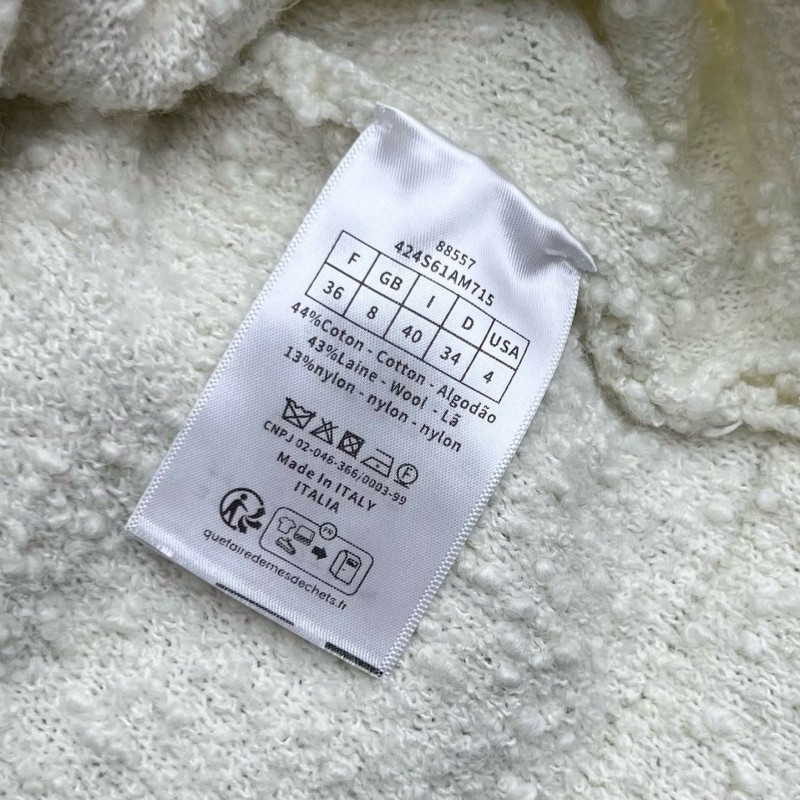 88557
424S61AM715
F GB I D USA
36 8 40 34 4
44%Coton - Cotton - Algodão
43%Laine - Wool - Lã
13%nylon - nylon - nylon
F
CNPJ 02-046-366/0003-99
Made In ITALY
ITALIA
FR
quefairedemesdechets.fr